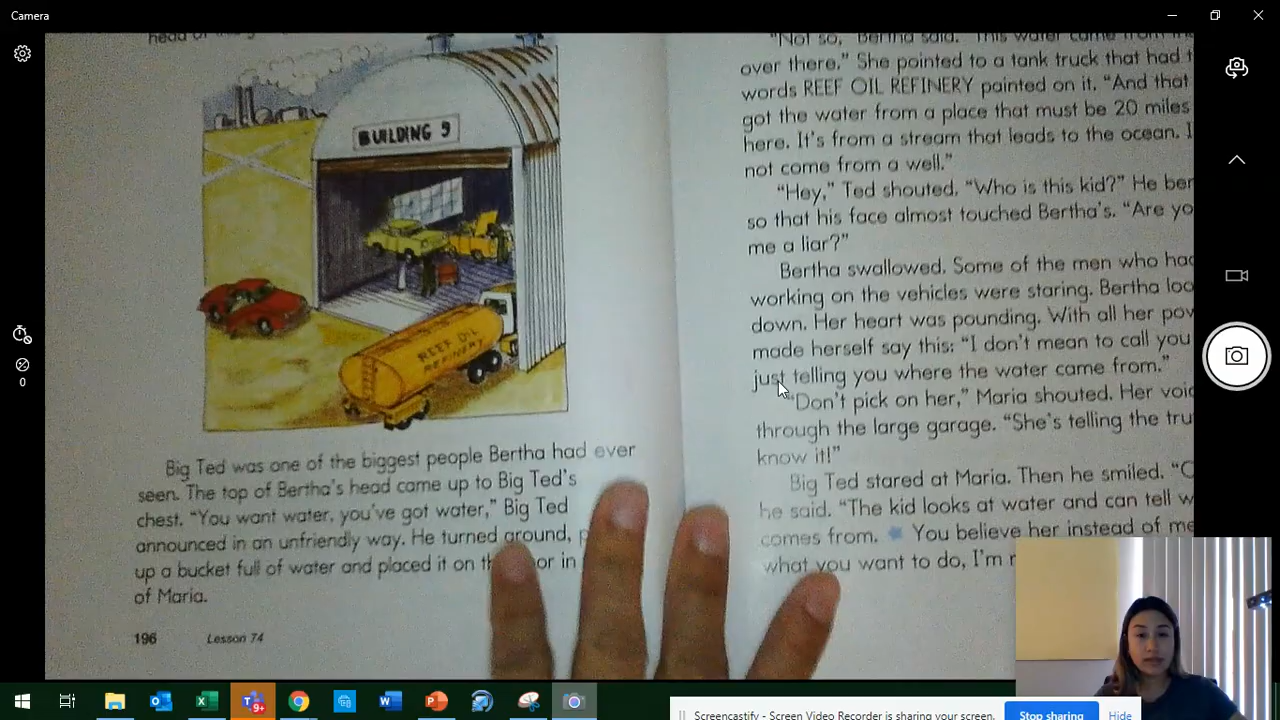 Camera
head of
BUILDING 9
REEF OIL
REFINERY
Big Ted was one of the biggest people Bertha had ever
seen. The top of Bertha's head came up to Big Ted's
chest. "You want water, you've got water," Big Ted
announced in an unfriendly way. He turned around,
up a bucket full of water and placed it on in
of Maria.
196 Lesson 74
"Not so," Bertha said. "This water came from
over there." She pointed to a tank truck that had
words REEF OIL REFINERY painted on it. "And that
got the water from a place that must be 20 miles
here. It's from a stream that leads to the ocean.
not come from a well."
"Hey," Ted shouted. "Who is this kid?" He
so that his face almost touched Bertha's. "Are
me a liar?"
Bertha swallowed. Some of the men who
working on the vehicles were staring. Bertha
down. Her heart was pounding. With all her
made herself say this: "I don't mean to call you
just telling you where the water came from."
"Don't pick on her," Maria shouted. Her
through the large garage. "She's telling the
know it!"
Big Ted stared at Maria. Then he smiled.
he said. "The kid looks at water and can tell
comes from. You believe her instead of me
what you want to do, I'm
0
9+
Screencastify - Screen Video Recorder is sharing your screen. Stop sharing Hide